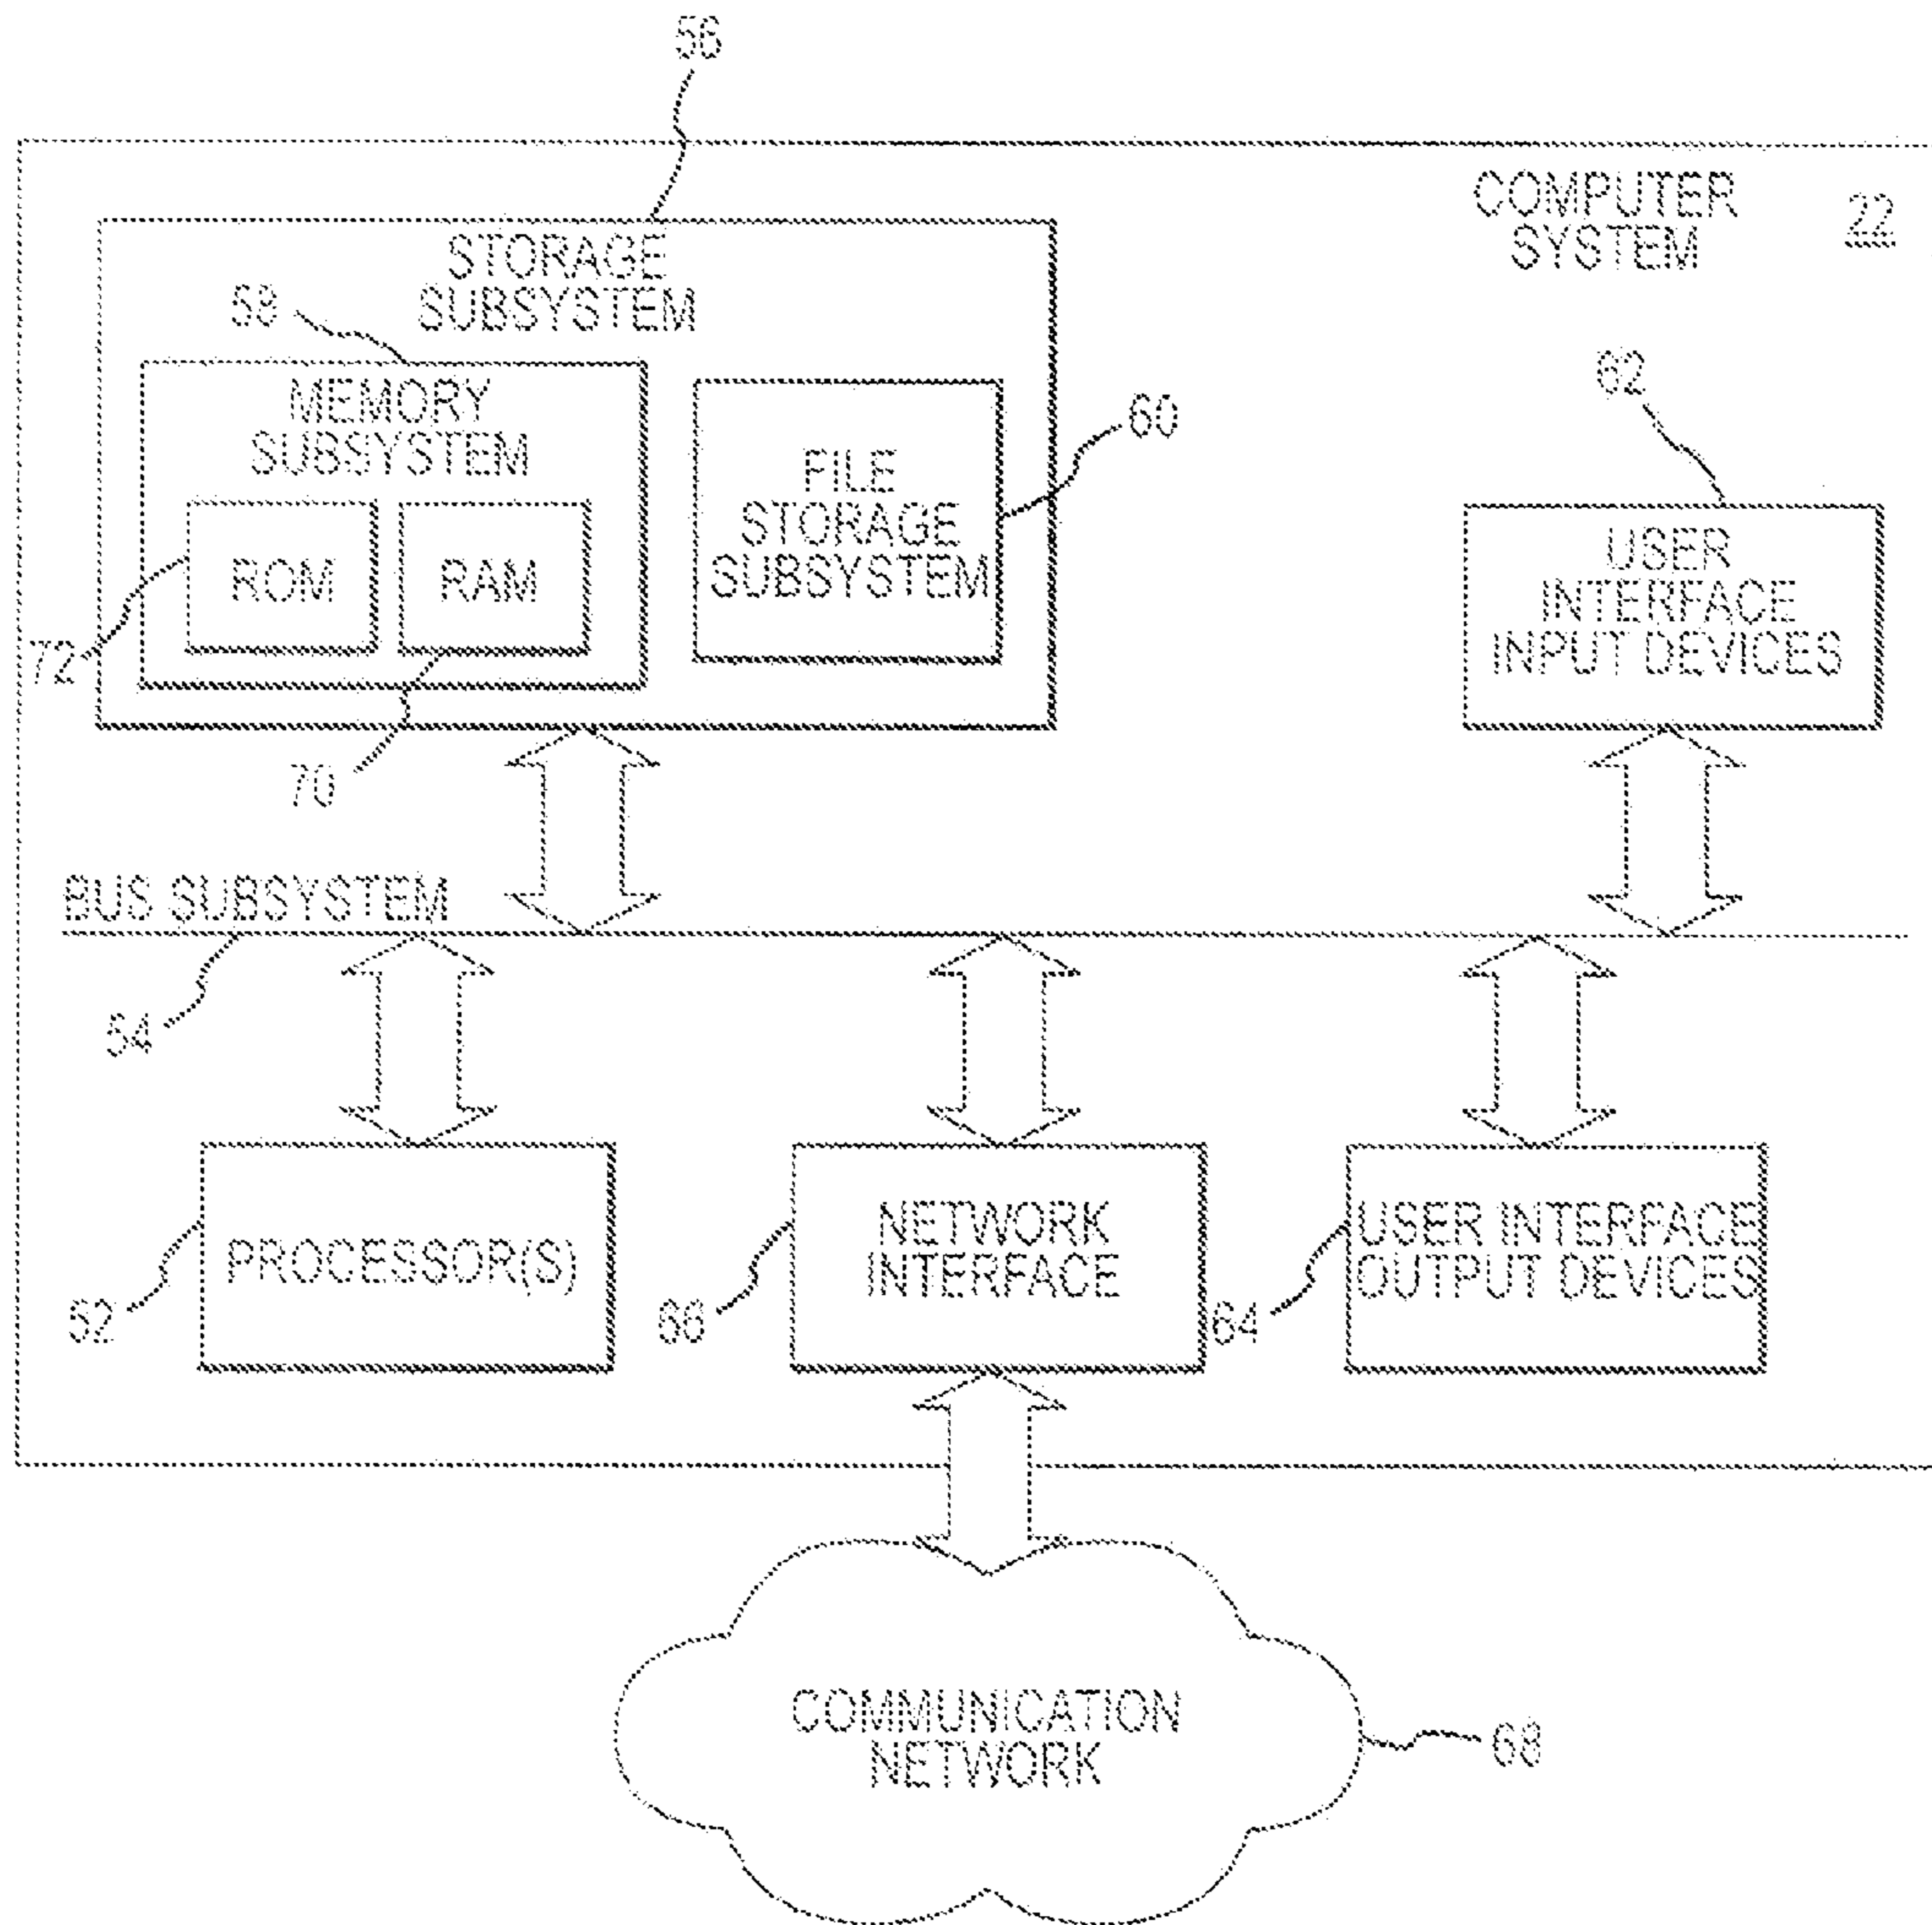 56
COMPUTER
SYSTEM
22
STORAGE
SUBSYSTEM
58
MEMORY
SUBSYSTEM
62
60
FILE
STORAGE
SUBSYSTEM
ROM
RAM
USER
INTERFACE
INPUT DEVICES
72
70
BUS SUBSYSTEM
54
PROCESSOR(S)
NETWORK
INTERFACE
USER INTERFACE
OUTPUT DEVICES
52
66
64
COMMUNICATION
NETWORK
68